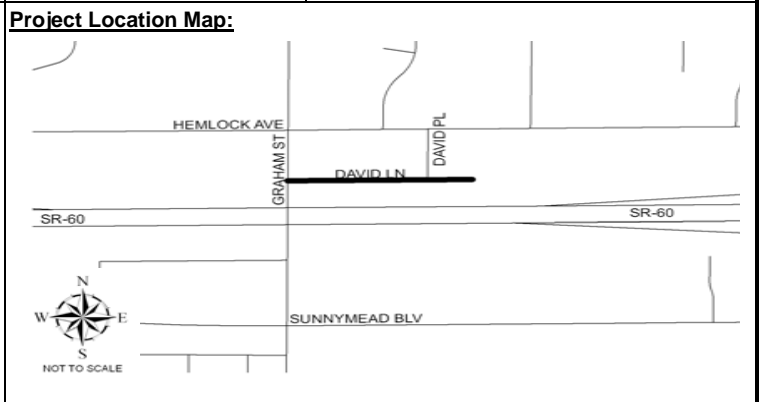 Project Location Map:
HEMLOCK AVE
GRAHAM ST
DAVID PL
DAVID LN
SR-60
SR-60
N
W E
S
NOT TO SCALE
SUNNYMEAD BLV